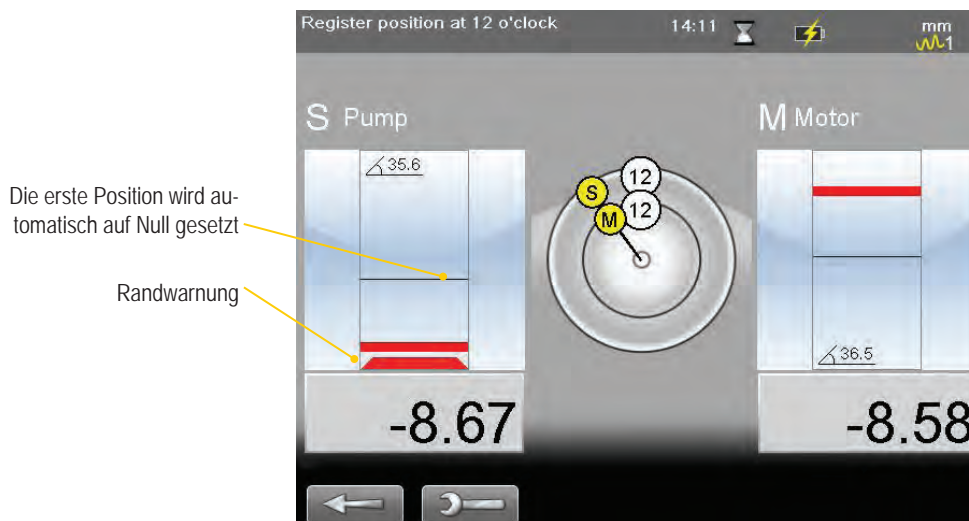 Register position at 12 o'clock
14:11
mm
1
S Pump
M Motor
35.6
Die erste Position wird au-
tomatisch auf Null gesetzt
Randwarnung
S
12
M
12
36.5
-8.67
-8.58